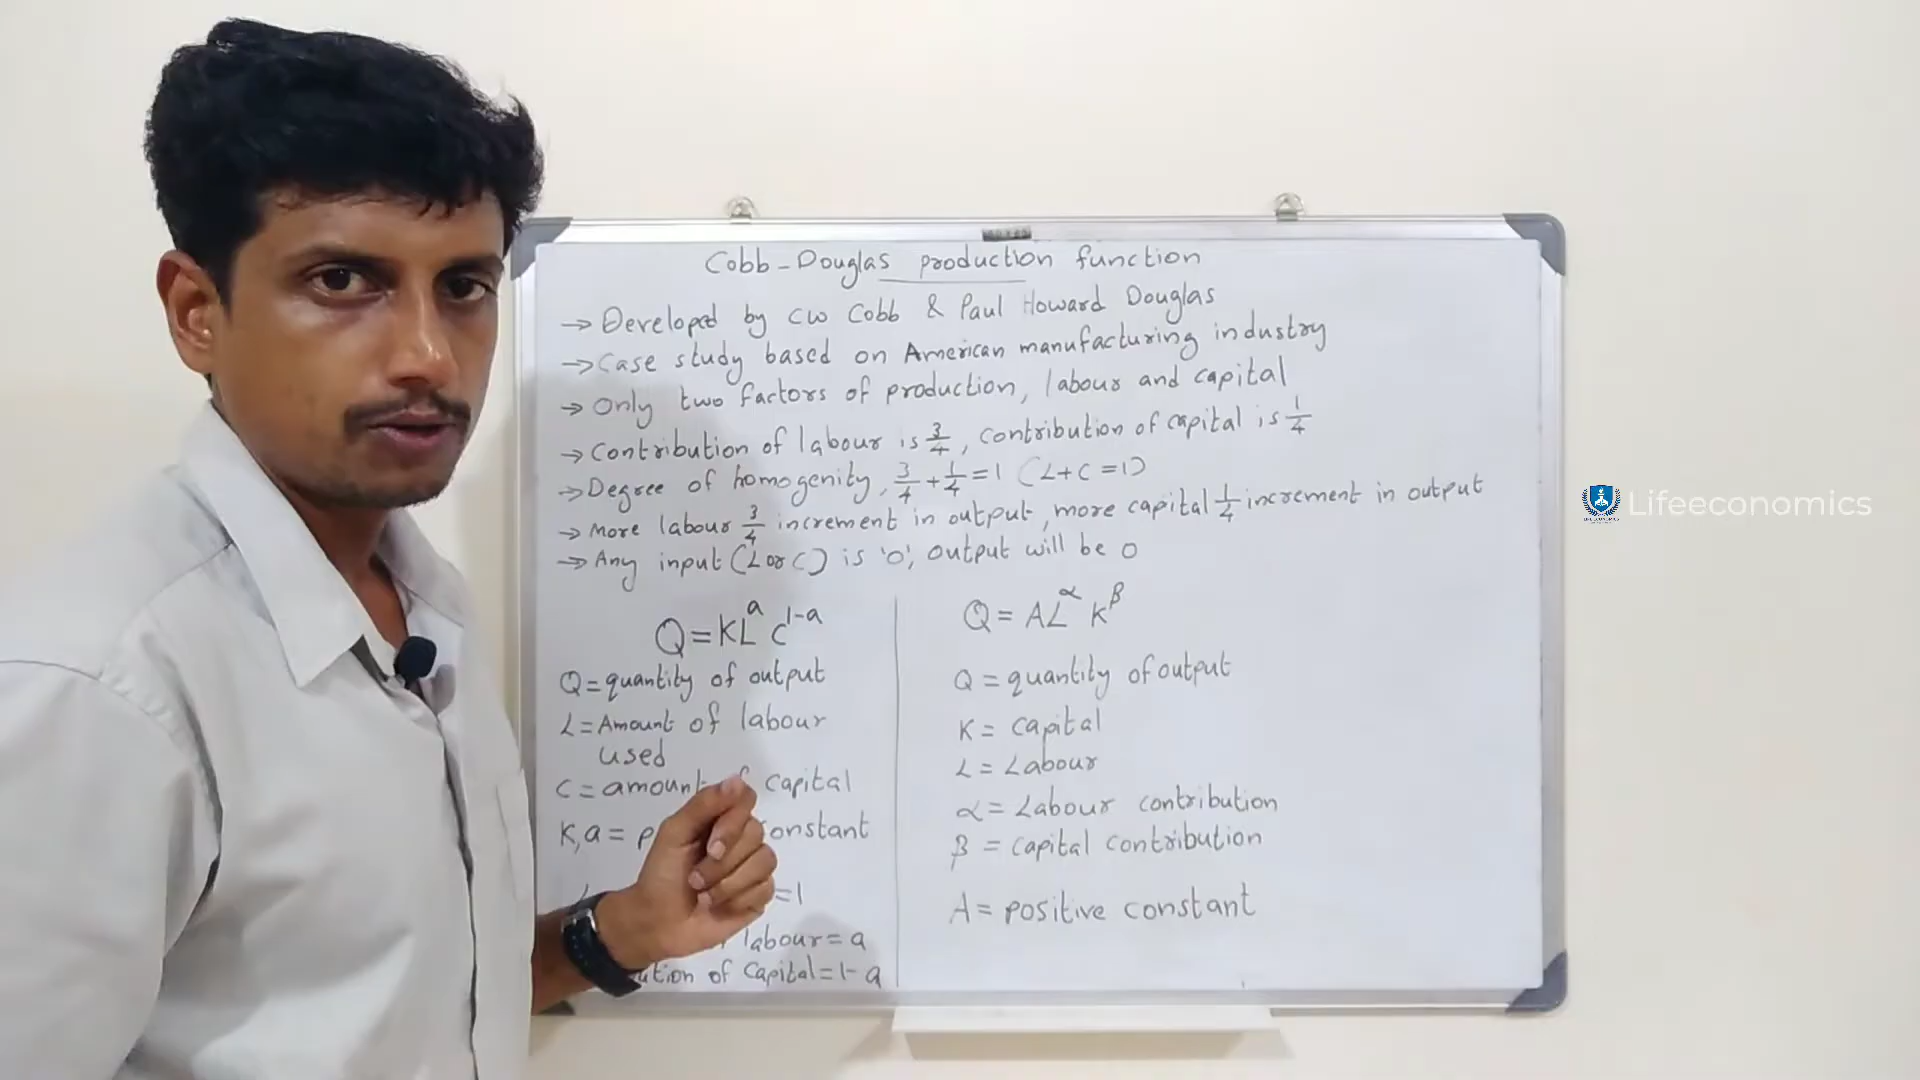 Cobb-Douglas production function
→ Developed by CW Cobb & Paul Howard Douglas
→ Case study based on American manufacturing industry
→ Only two factors of production, labour and capital
→ Contribution of labour is 3/4, contribution of capital is 1/4
→ Degree of homogenity, 3/4 + 1/4 = 1 (L+C=1)
→ More labour 3/4 increment in output, more capital 1/4 increment in output
→ Any input (L or C) is '0', output will be 0
Q = KL^a C^1-a
Q = quantity of output
L = Amount of labour
used
C = amount of capital
K, a = constant
=1
labour = a
of Capital = 1-a
Q = AL^α K^β
Q = quantity of output
K = capital
L = Labour
α = Labour contribution
β = capital contribution
A = positive constant
Lifeeconomics